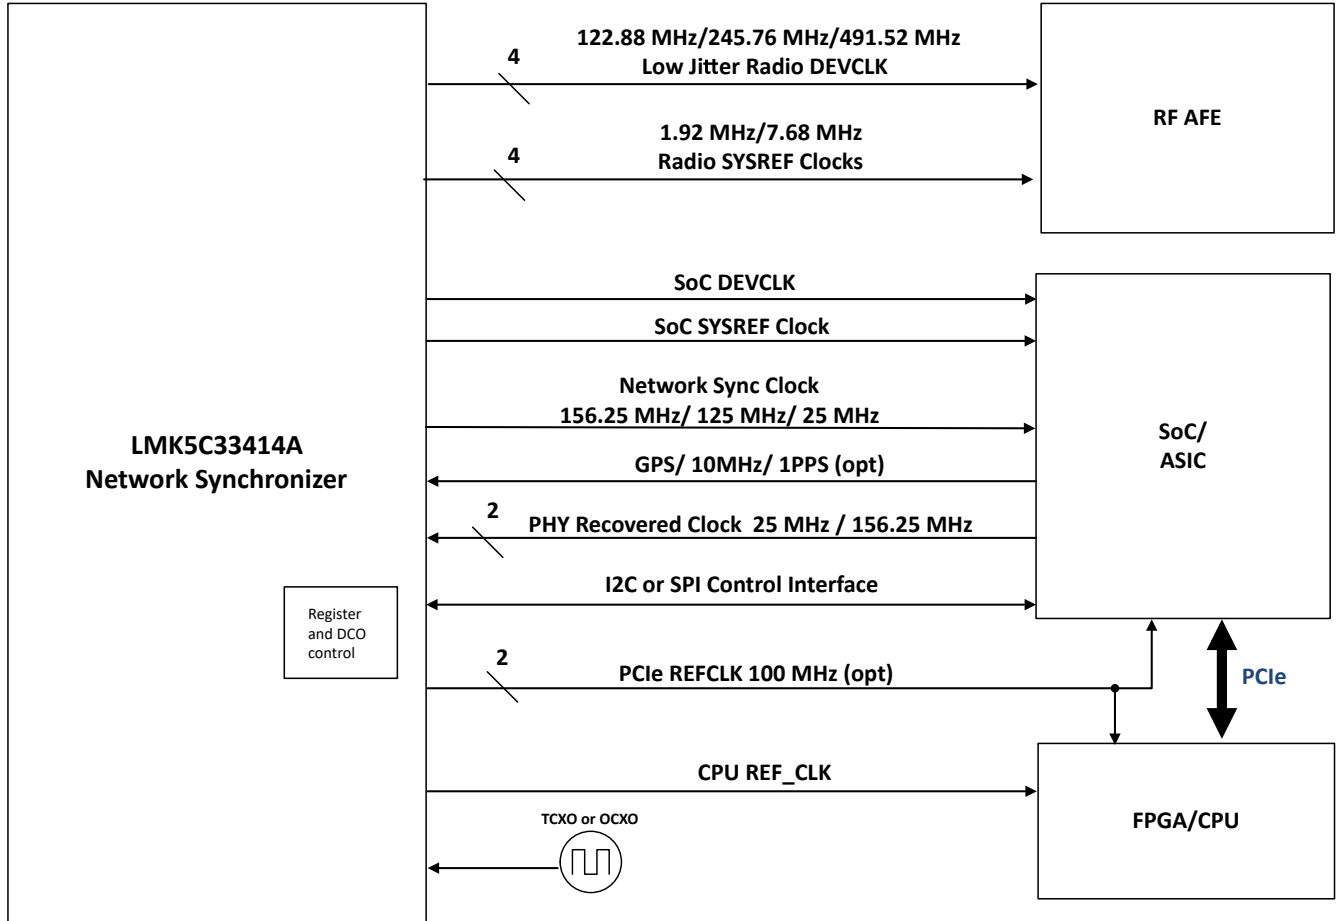 122.88 MHz/245.76 MHz/491.52 MHz
4
Low Jitter Radio DEVCLK
RF AFE
1.92 MHz/7.68 MHz
4
Radio SYSREF Clocks
SoC DEVCLK
SoC SYSREF Clock
Network Sync Clock
156.25 MHz/ 125 MHz/ 25 MHz
LMK5C33414A
Network Synchronizer
SoC/
ASIC
GPS/ 10MHz/ 1PPS (opt)
2
PHY Recovered Clock  25 MHz / 156.25 MHz
I2C or SPI Control Interface
Register
and DCO
control
2
PCIe REFCLK 100 MHz (opt)
PCIe
CPU REF_CLK
TCXO or OCXO
FPGA/CPU